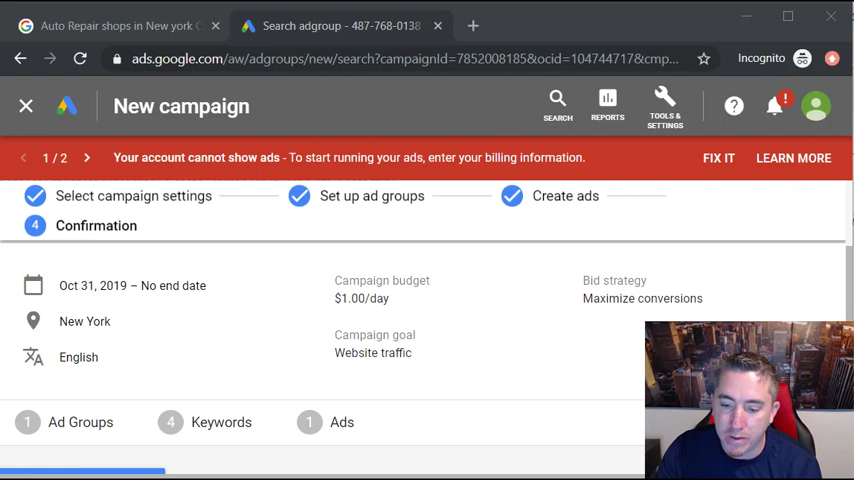 Auto Repair shops in New york C
Search adgroup - 487-768-0138
ads.google.com/aw/adgroups/new/search?campaignId=7852008185&ocid=104744717&cmp...
Incognito
New campaign
SEARCH
REPORTS
TOOLS &
SETTINGS
1 / 2
Your account cannot show ads - To start running your ads, enter your billing information.
FIX IT
LEARN MORE
Select campaign settings
Set up ad groups
Create ads
4 Confirmation
Oct 31, 2019 – No end date
Campaign budget
$1.00/day
Bid strategy
Maximize conversions
New York
Campaign goal
Website traffic
English
1 Ad Groups
4 Keywords
1 Ads